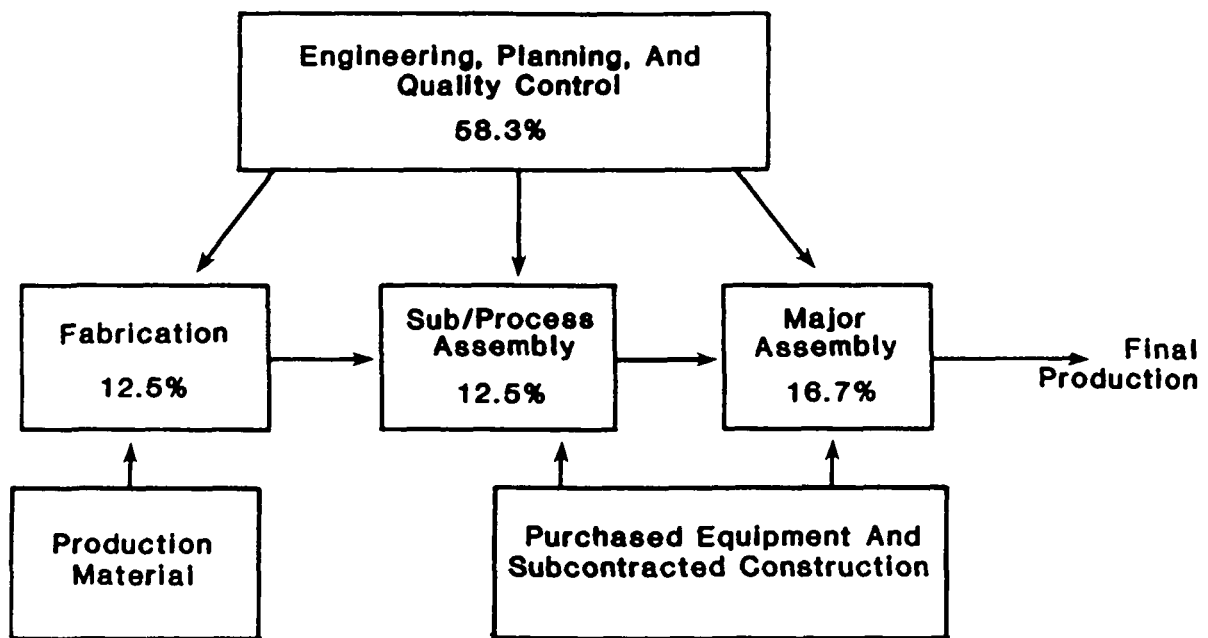 Engineering, Planning, And
Quality Control
58.3%
Fabrication
12.5%
Sub/Process
Assembly
12.5%
Major
Assembly
16.7%
Final
Production
Production
Material
Purchased Equipment And
Subcontracted Construction